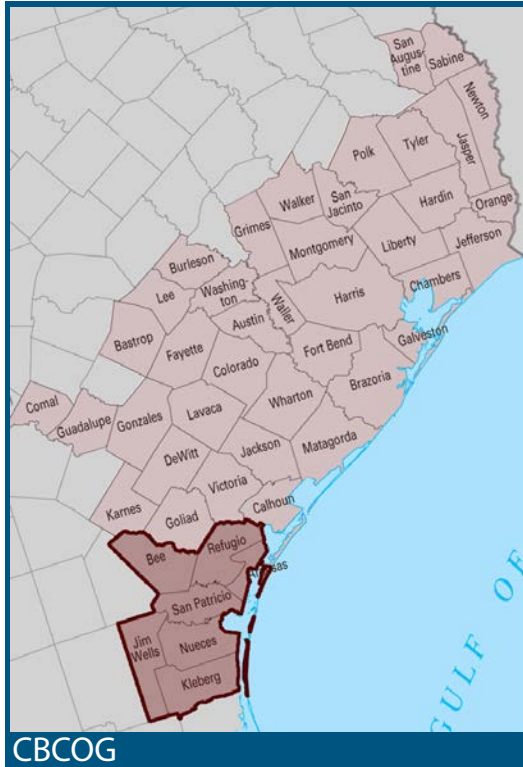 San
Augus-
tine
Sabine
Newton
Polk
Tyler
Jasper
Walker
San
Jacinto
Hardin
Orange
Grimes
Montgomery
Liberty
Jefferson
Burleson
Washing-
ton
Waller
Harris
Chambers
Lee
Austin
Galveston
Bastrop
Fayette
Colorado
Fort Bend
Brazoria
Comal
Guadalupe
Gonzales
Lavaca
Wharton
DeWitt
Jackson
Matagorda
Karnes
Victoria
Goliad
Calhoun
Bee
Refugio
Aransas
San Patricio
Jim
Wells
Nueces
Kleberg
GULF OF
CBCOG